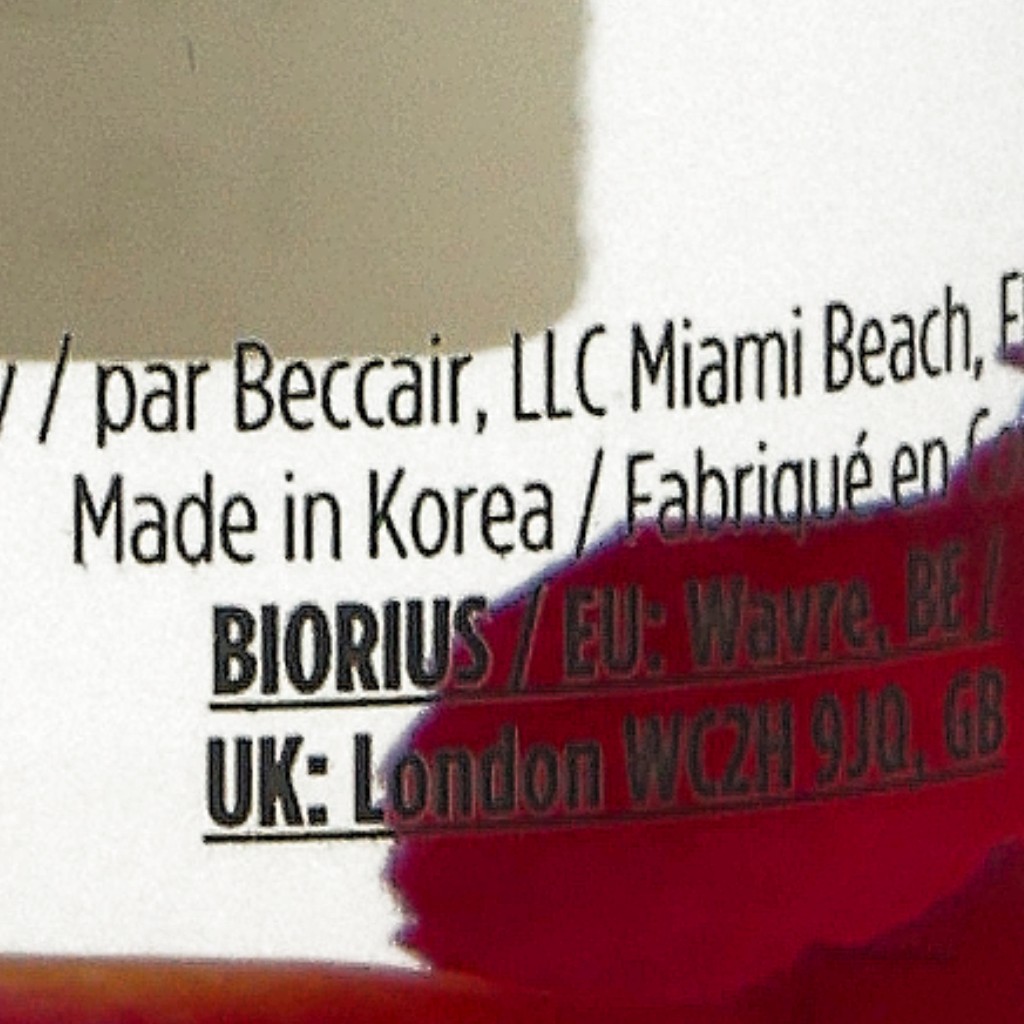 / par Beccair, LLC Miami Beach,
Made in Korea / Fabriqué en
BIORIUS / EU: Wavre, BE /
UK: London WC2H 9JQ, GB